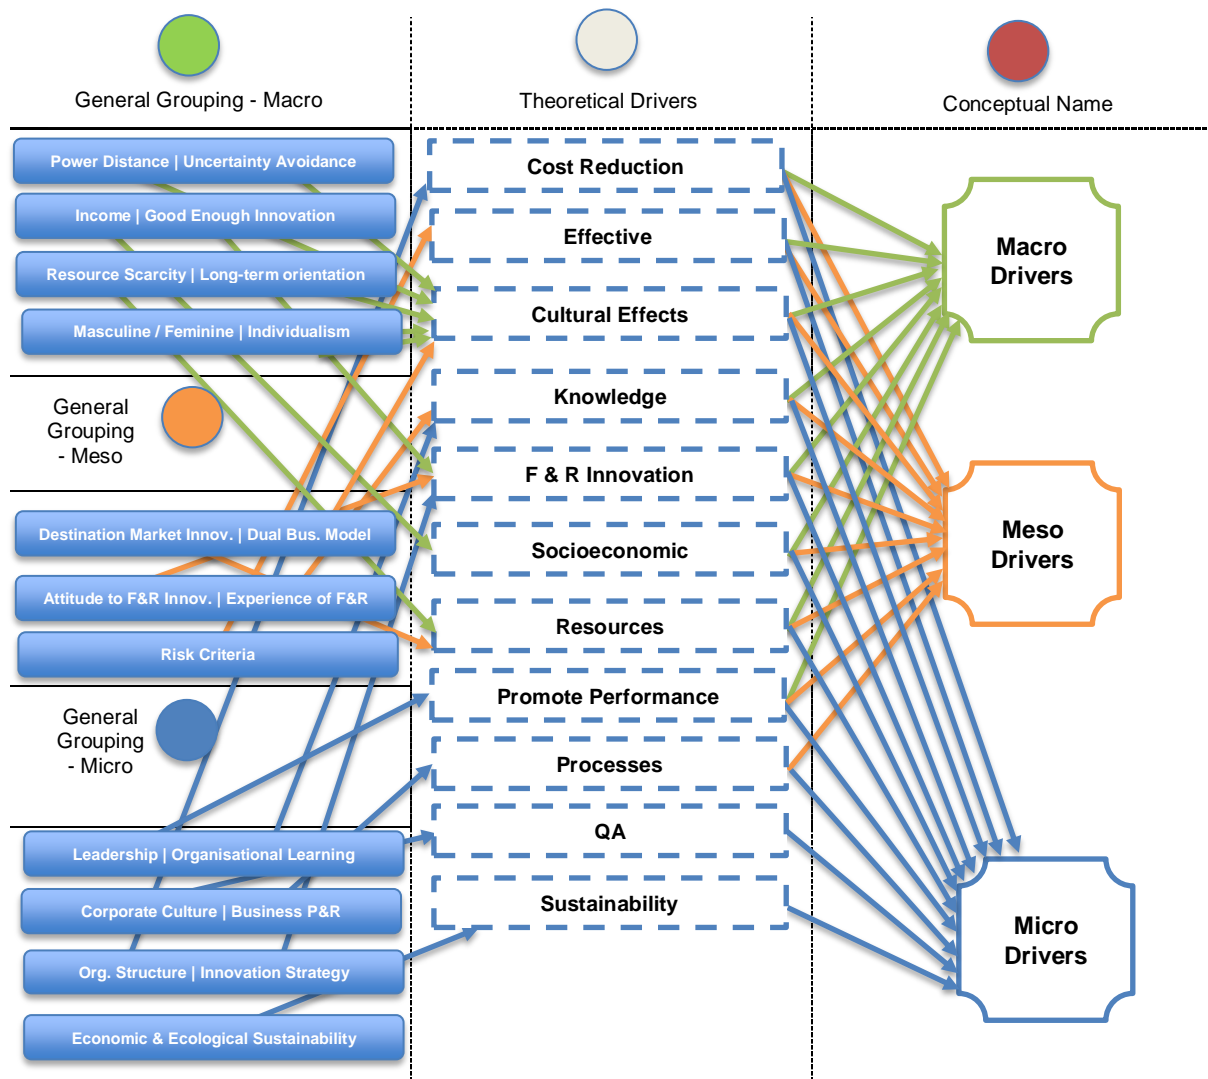 General Grouping - Macro
Theoretical Drivers
Conceptual Name
Power Distance | Uncertainty Avoidance
Income | Good Enough Innovation
Resource Scarcity | Long-term orientation
Masculine / Feminine | Individualism
General
Grouping
- Meso
Destination Market Innov. | Dual Bus. Model
Attitude to F&R Innov. | Experience of F&R
Risk Criteria
General
Grouping
- Micro
Leadership | Organisational Learning
Corporate Culture | Business P&R
Org. Structure | Innovation Strategy
Economic & Ecological Sustainability
Cost Reduction
Effective
Cultural Effects
Knowledge
F & R Innovation
Socioeconomic
Resources
Promote Performance
Processes
QA
Sustainability
Macro
Drivers
Meso
Drivers
Micro
Drivers